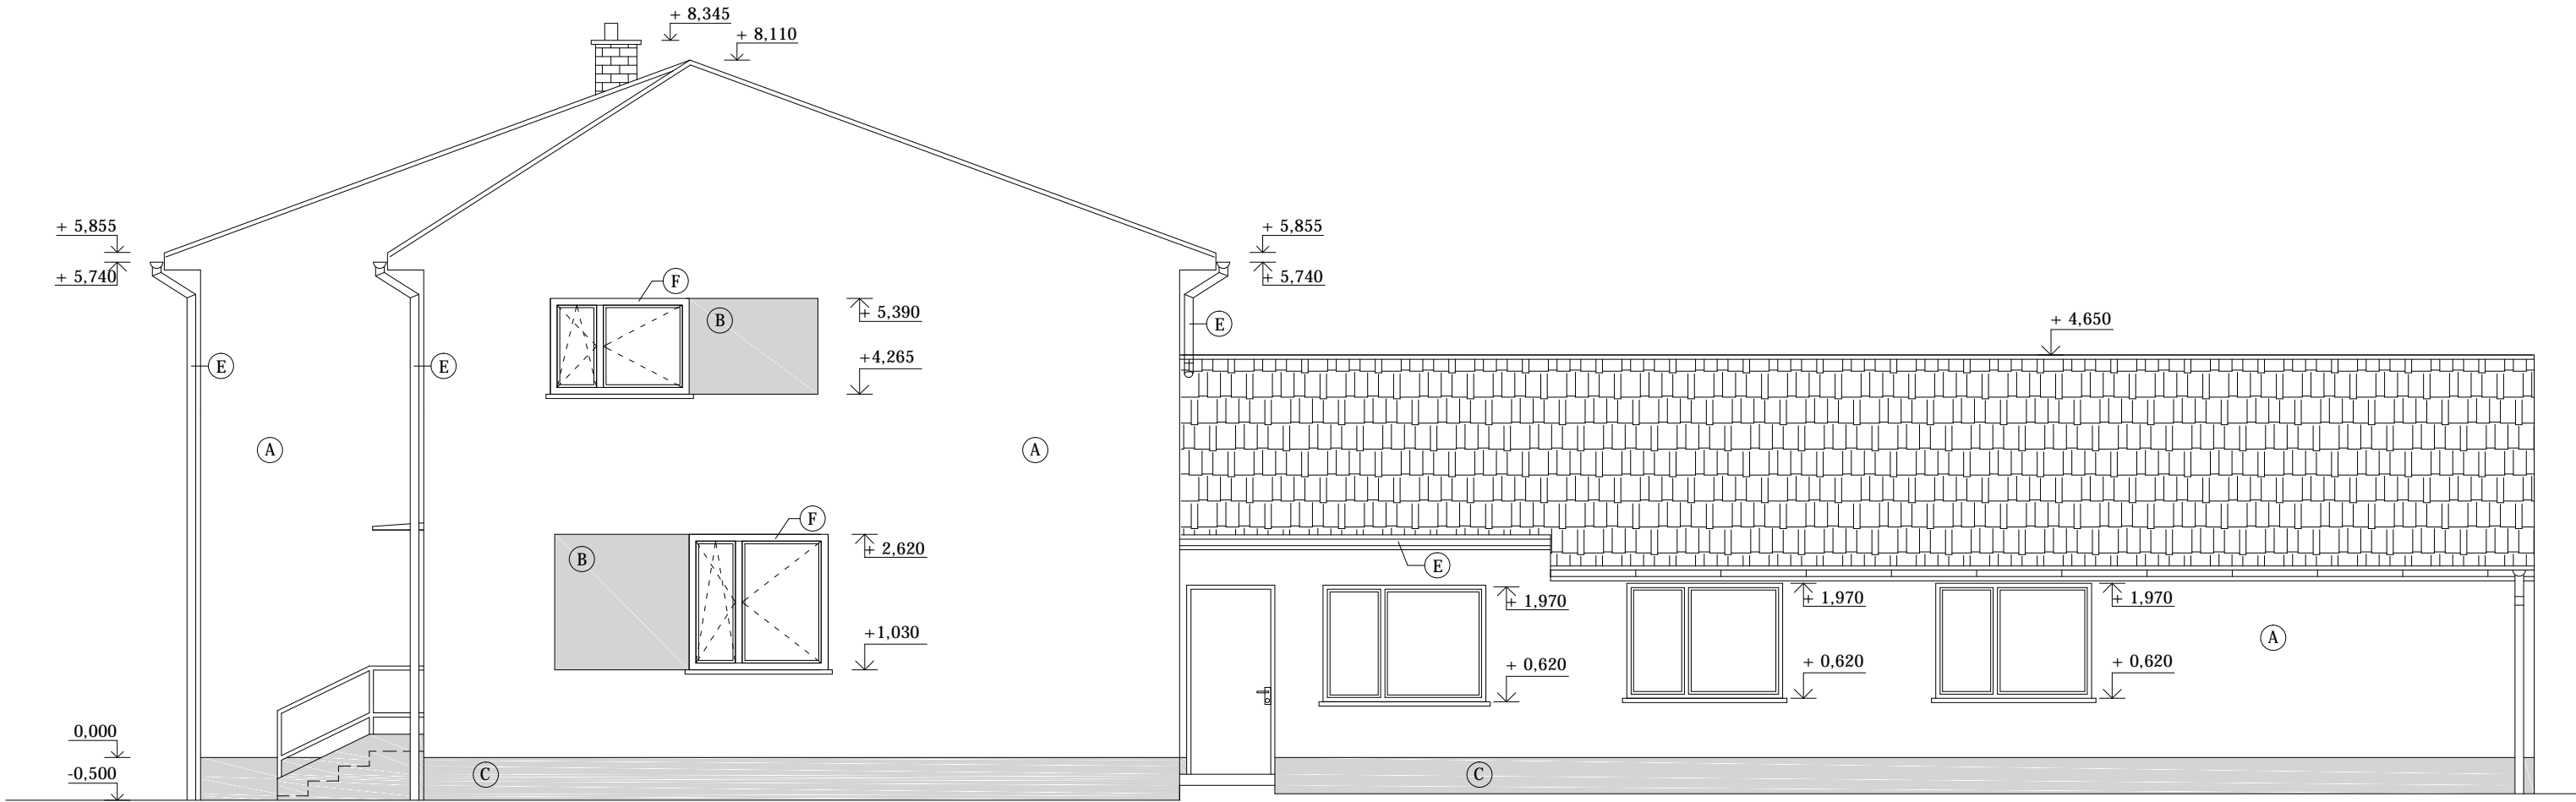 + 8,345
+ 8,110
+ 5,855
+ 5,740
+ 5,855
+ 5,740
F
B
+ 5,390
+4,265
E
E
E
+ 4,650
A
A
F
B
+ 2,620
+1,030
E
+ 1,970
+ 1,970
+ 1,970
A
+ 0,620
+ 0,620
+ 0,620
0,000
-0,500
C
C